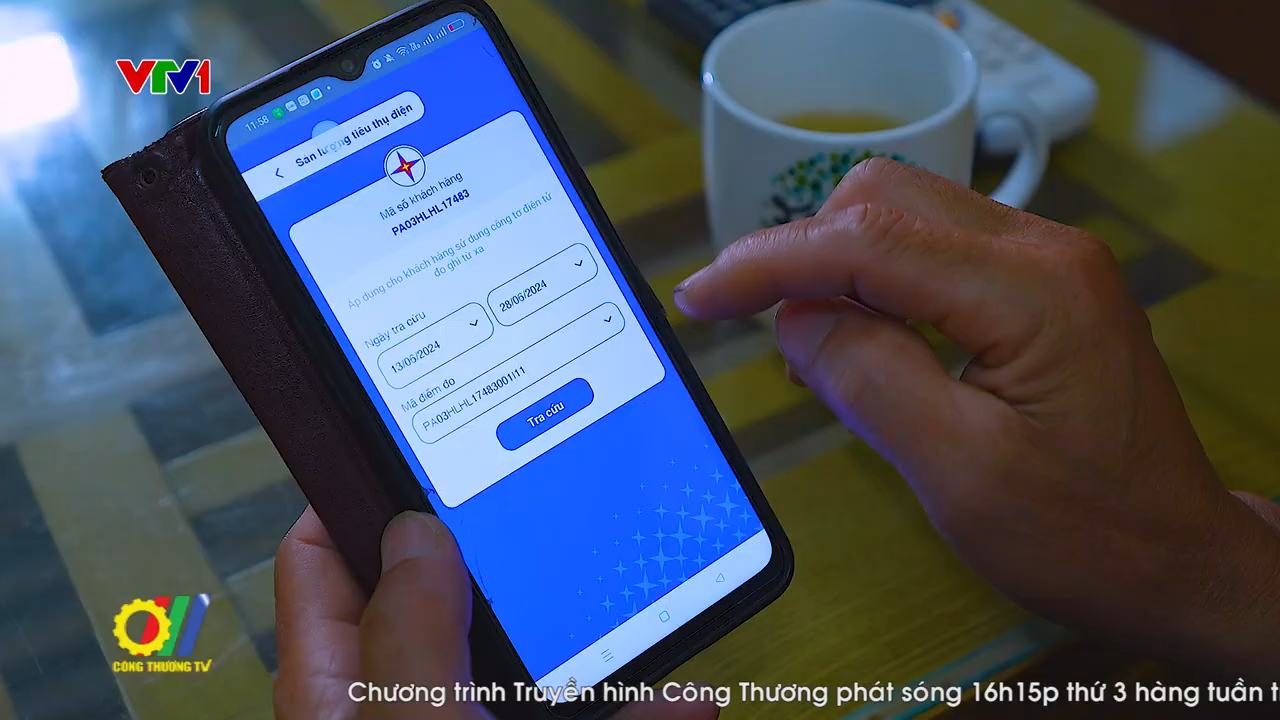 VTV1
11:58
Sản lượng tiêu thụ điện
Mã số khách hàng
PA03HLHL17483
Áp dụng cho khách hàng sử dụng công tơ điện tử
đo ghi từ xa
Ngày tra cứu
13/06/2024
28/06/2024
Mã điểm đo
PA03HLHL17483001/11
Tra cứu
CÔNG THƯƠNG TV
Chương trình Truyền hình Công Thương phát sóng 16h15p thứ 3 hàng tuần t